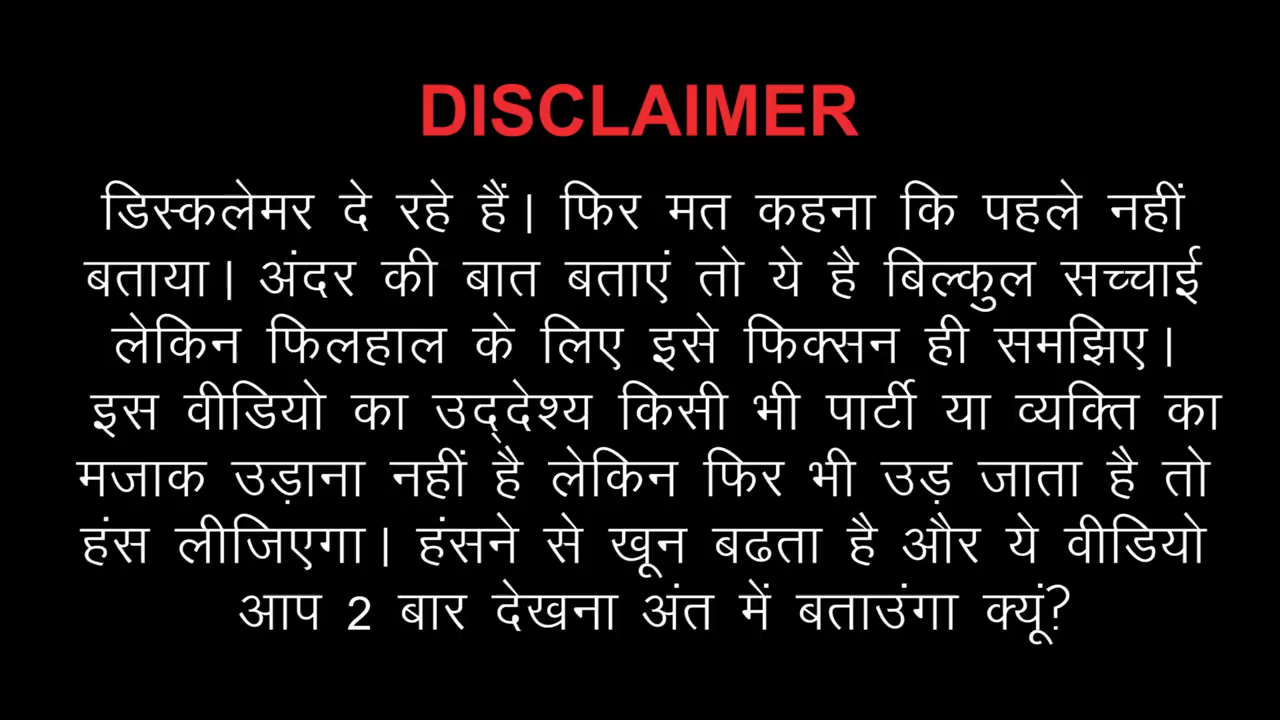 DISCLAIMER
डिस्कलेमर दे रहे हैं। फिर मत कहना कि पहले नहीं
बताया। अंदर की बात बताएं तो ये है बिल्कुल सच्चाई
लेकिन फिलहाल के लिए इसे फिक्सन ही समझिए।
इस वीडियो का उद्देश्य किसी भी पार्टी या व्यक्ति का
मजाक उड़ाना नहीं है लेकिन फिर भी उड़ जाता है तो
हंस लीजिएगा। हंसने से खून बढता है और ये वीडियो
आप 2 बार देखना अंत में बताउंगा क्यूं?